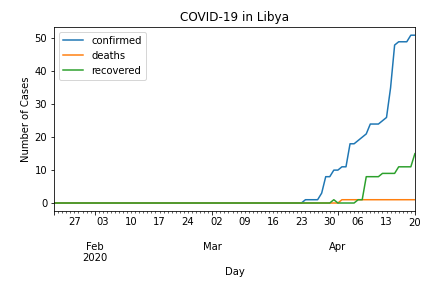 COVID-19 in Libya
confirmed
deaths
recovered
Number of Cases
50
40
30
20
10
0
27 03 10 17 24 02 09 16 23 30 06 13 20
Feb Mar Apr
2020
Day